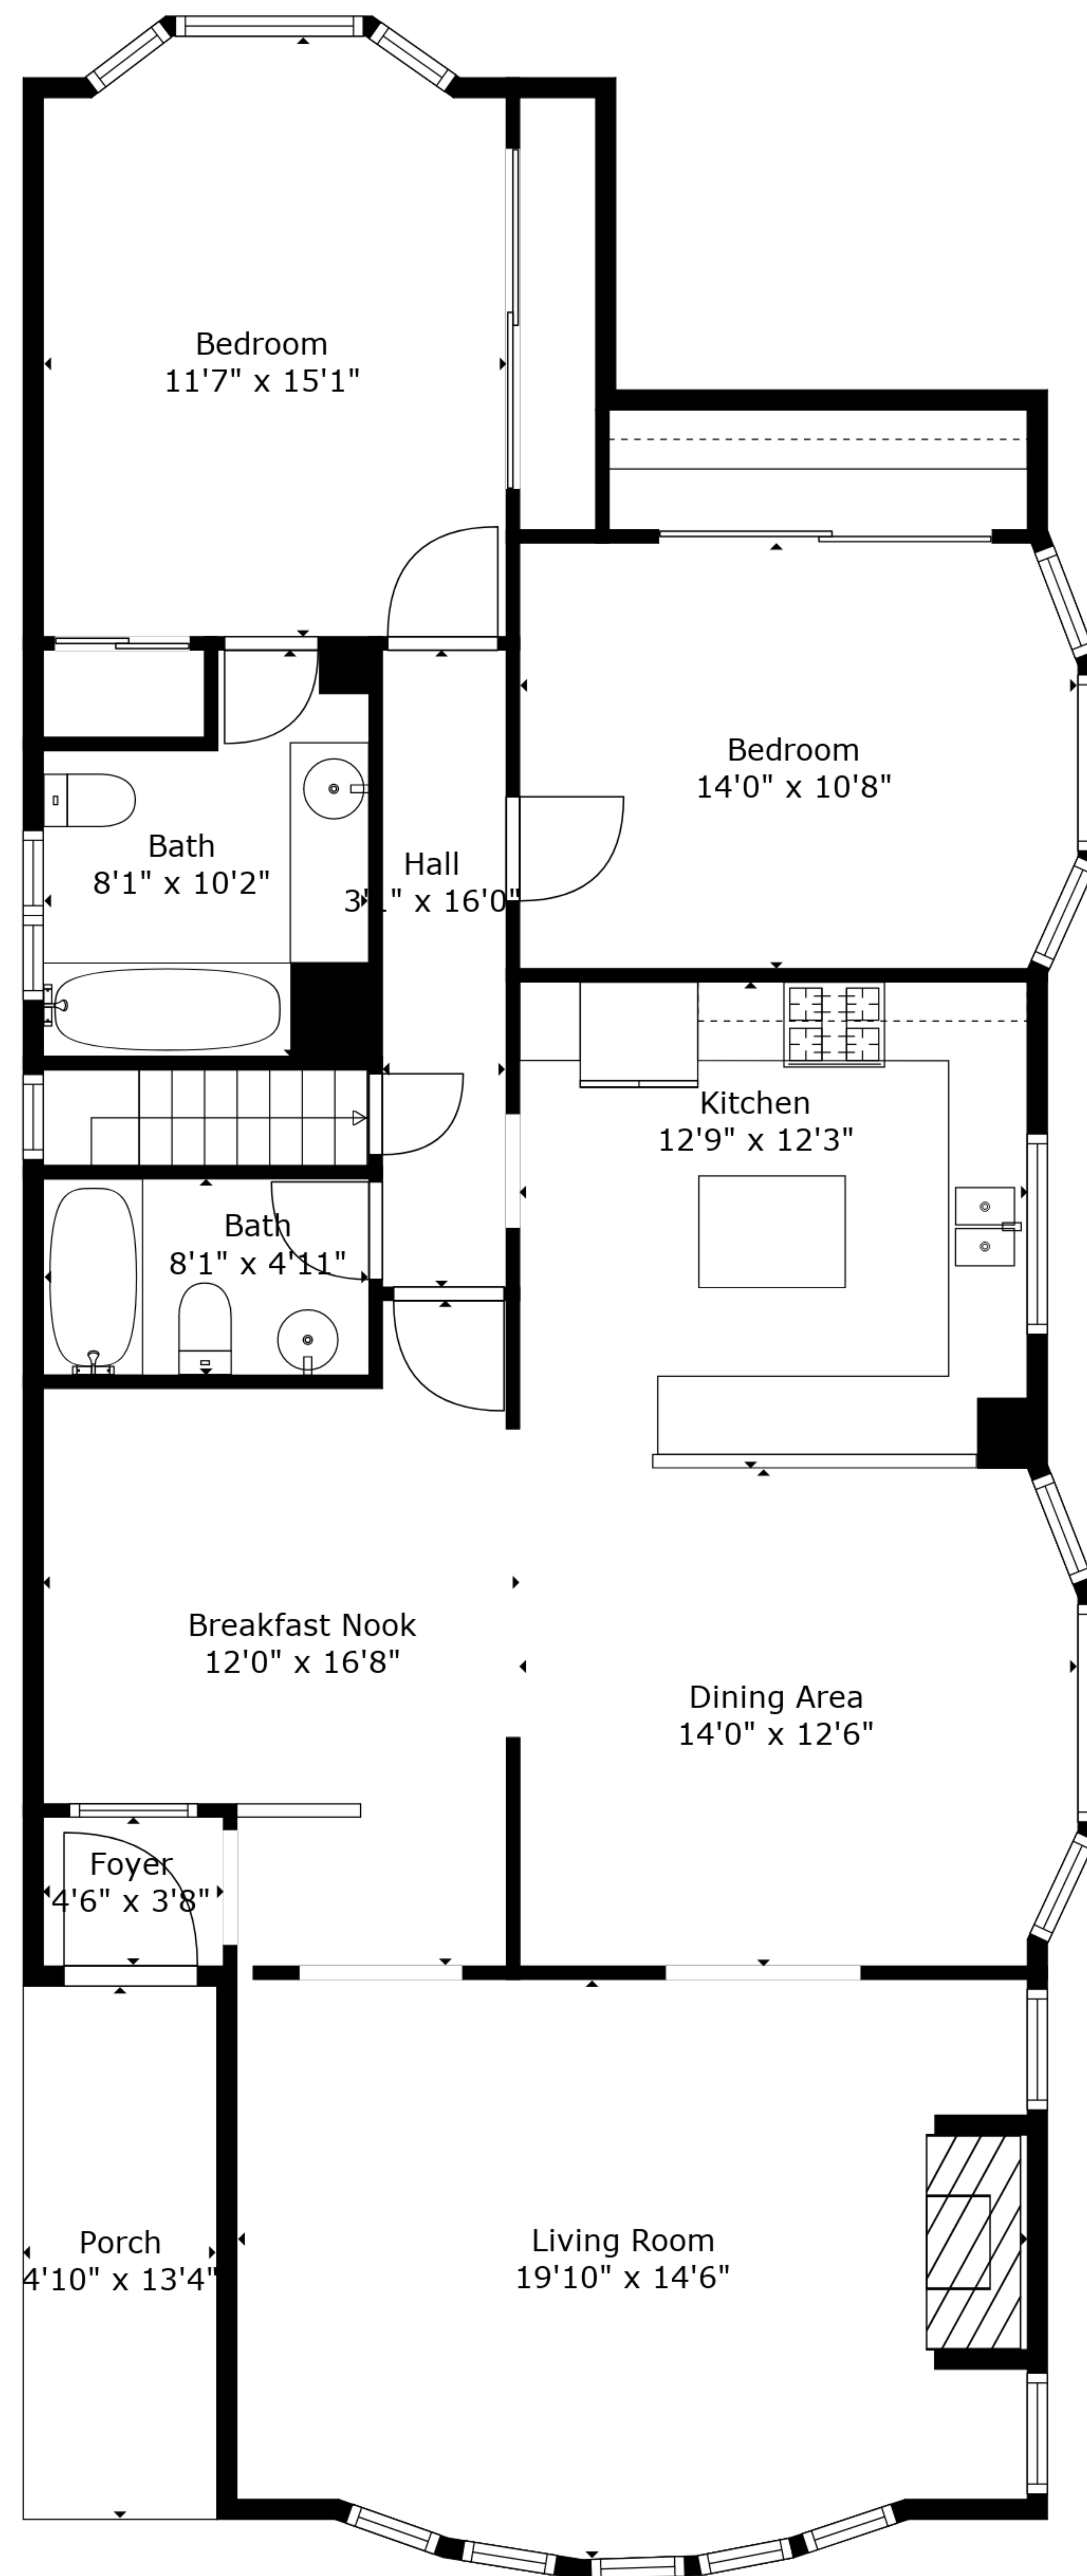 Bedroom
11'7" x 15'1"
Bedroom
14'0" x 10'8"
Bath
8'1" x 10'2"
Hall
3'1" x 16'0"
Kitchen
12'9" x 12'3"
Bath
8'1" x 4'11"
Breakfast Nook
12'0" x 16'8"
Dining Area
14'0" x 12'6"
Foyer
4'6" x 3'8"
Porch
4'10" x 13'4"
Living Room
19'10" x 14'6"